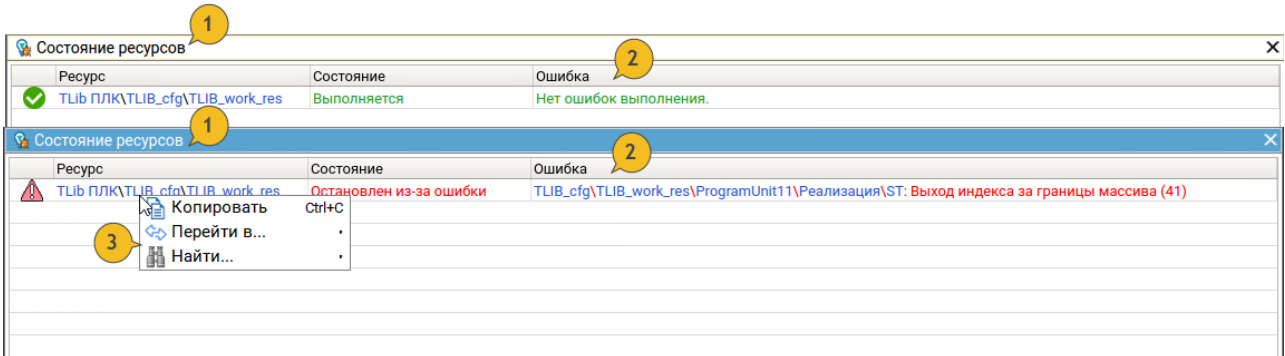 1
Состояние ресурсов
2
Ресурс Состояние Ошибка
TLib ПЛК\TLIB_cfg\TLIB_work_res Выполняется Нет ошибок выполнения.
1
Состояние ресурсов
2
Ресурс Состояние Ошибка
TLib ПЛК\TLIB_cfg\TLIB_work_res Остановлен из-за ошибки TLIB_cfg\TLIB_work_res\ProgramUnit11\Реализация\ST: Выход индекса за границы массива (41)
Копировать Ctrl+C
3 Перейти в...
Найти...